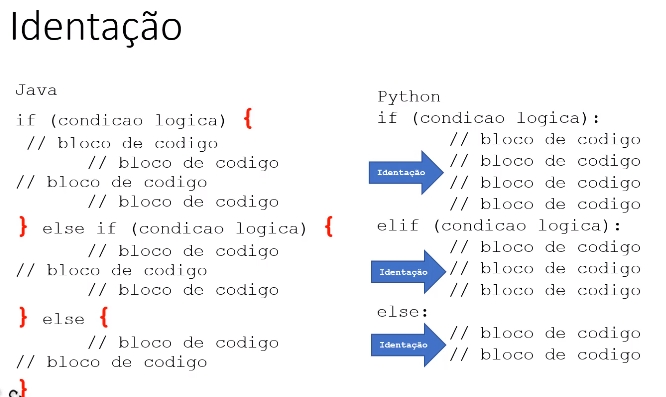 Identação
Java
if (condicao logica) {
// bloco de codigo
// bloco de codigo
// bloco de codigo
// bloco de codigo
} else if (condicao logica) {
// bloco de codigo
// bloco de codigo
// bloco de codigo
} else {
// bloco de codigo
// bloco de codigo
}
Python
if (condicao logica):
// bloco de codigo
// bloco de codigo
Identação
// bloco de codigo
// bloco de codigo
elif (condicao logica):
// bloco de codigo
// bloco de codigo
Identação
// bloco de codigo
else:
// bloco de codigo
Identação
// bloco de codigo